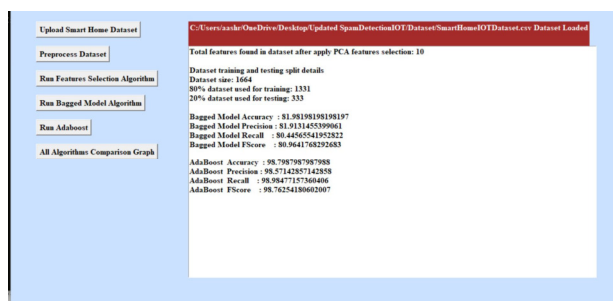 Upload Smart Home Dataset
Preprocess Dataset
Run Features Selection Algorithm
Run Bagged Model Algorithm
Run Adaboost
All Algorithms Comparison Graph
C:/Users/aashr/OneDrive/Desktop/Updated SpamDetectionIOT/Dataset/SmartHomeIOTDataset.csv Dataset Loaded
Total features found in dataset after apply PCA features selection: 10
Dataset training and testing split details
Dataset size: 1664
80% dataset used for training: 1331
20% dataset used for testing: 333
Bagged Model Accuracy : 81.98198198198197
Bagged Model Precision : 81.9131455399061
Bagged Model Recall : 80.44565541952822
Bagged Model FScore : 80.9641768292683
AdaBoost Accuracy : 98.7987987987988
AdaBoost Precision : 98.57142857142858
AdaBoost Recall : 98.98477157360406
AdaBoost FScore : 98.76254180602007